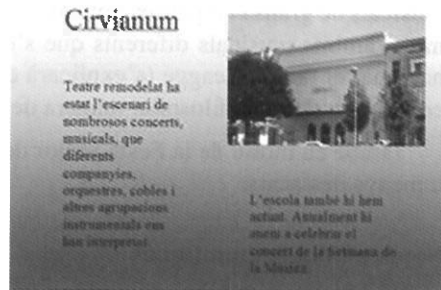 Cirvianum
Teatre remodelat ha
estat l'escenari de
nombrosos concerts,
musicals, que
diferents
companyies,
orquestres, cobles i
altres agrupacions
instrumentals ens
han interpretat.
L'escola també hi hem
actuat. Anualment hi
anem a celebrar el
concert de la Setmana de
la Música.